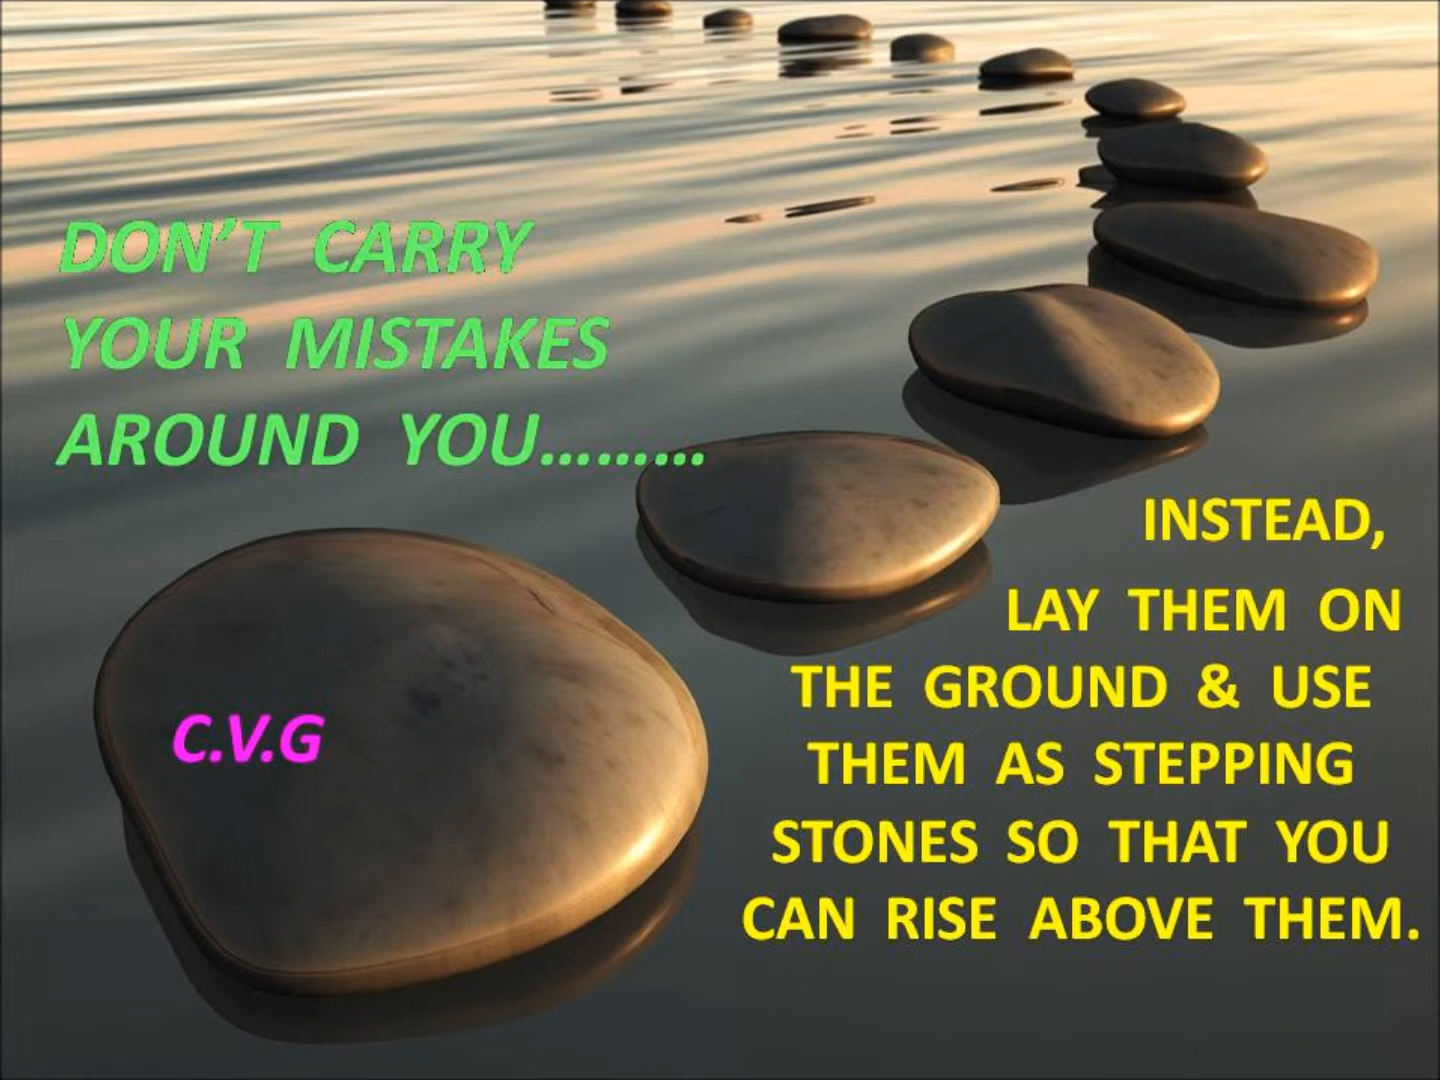 DON'T CARRY
YOUR MISTAKES
AROUND YOU.........
INSTEAD,
LAY THEM ON
THE GROUND & USE
THEM AS STEPPING
STONES SO THAT YOU
CAN RISE ABOVE THEM.
C.V.G